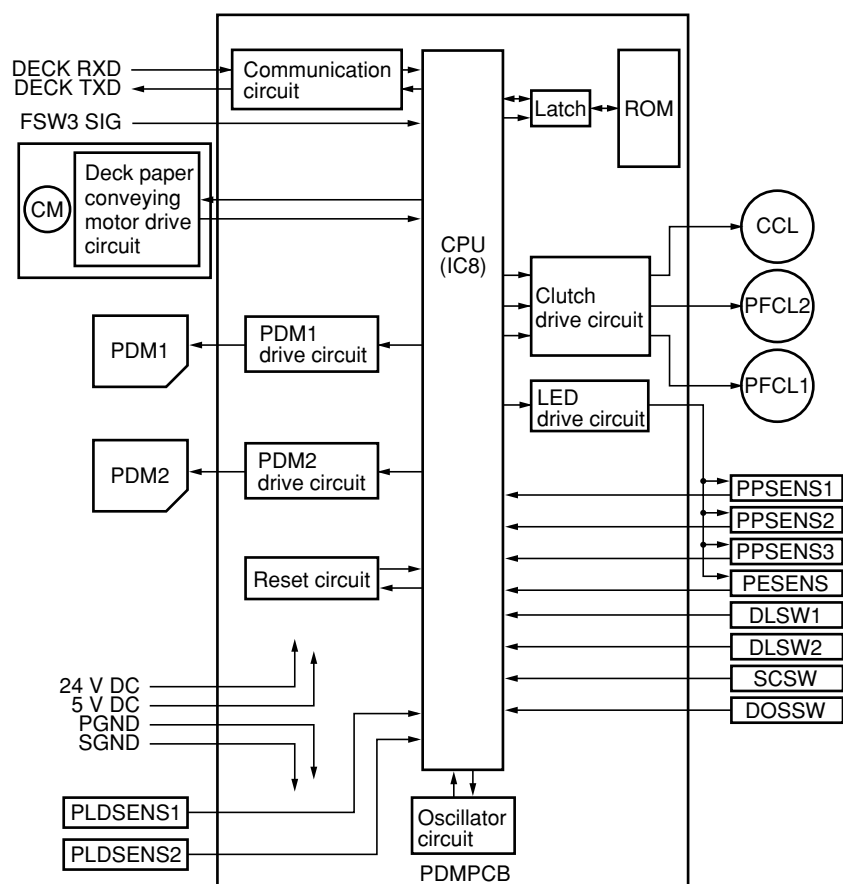 DECK RXD
DECK TXD
Communication
circuit
FSW3 SIG
CM
Deck paper
conveying
motor drive
circuit
CPU
(IC8)
Latch
ROM
Clutch
drive circuit
CCL
PFCL2
PFCL1
PDM1
PDM1
drive circuit
LED
drive circuit
PDM2
PDM2
drive circuit
Reset circuit
PPSENS1
PPSENS2
PPSENS3
PESENS
DLSW1
DLSW2
SCSW
DOSSW
24 V DC
5 V DC
PGND
SGND
PLDSENS1
PLDSENS2
Oscillator
circuit
PDMPCB